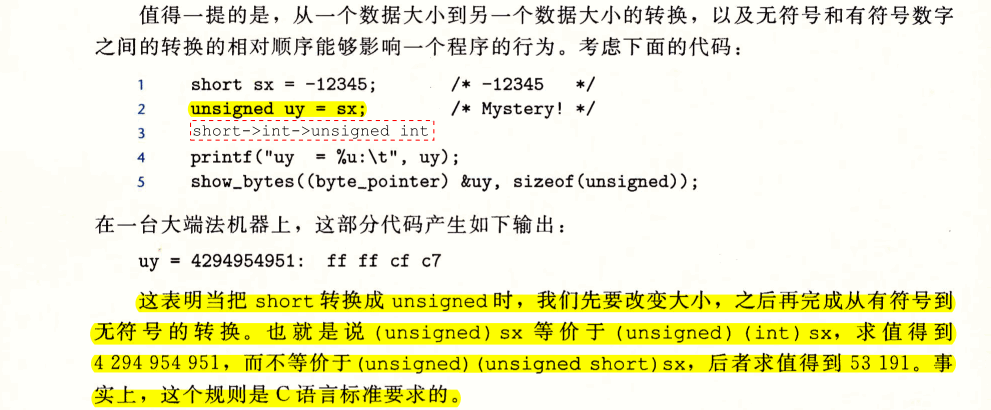 值得一提的是，从一个数据大小到另一个数据大小的转换，以及无符号和有符号数字
之间的转换的相对顺序能够影响一个程序的行为。考虑下面的代码：
1 short sx = -12345; /* -12345 */
2 unsigned uy = sx; /* Mystery! */
3 short->int->unsigned int
4 printf("uy = %u:\t", uy);
5 show_bytes((byte_pointer) &uy, sizeof(unsigned));
在一台大端法机器上，这部分代码产生如下输出：
uy = 4294954951: ff ff cf c7
这表明当把 short 转换成 unsigned 时，我们先要改变大小，之后再完成从有符号到
无符号的转换。也就是说 (unsigned) sx 等价于 (unsigned) (int) sx，求值得到
4 294 954 951，而不等价于 (unsigned) (unsigned short) sx，后者求值得到 53 191。事
实上，这个规则是 C 语言标准要求的。